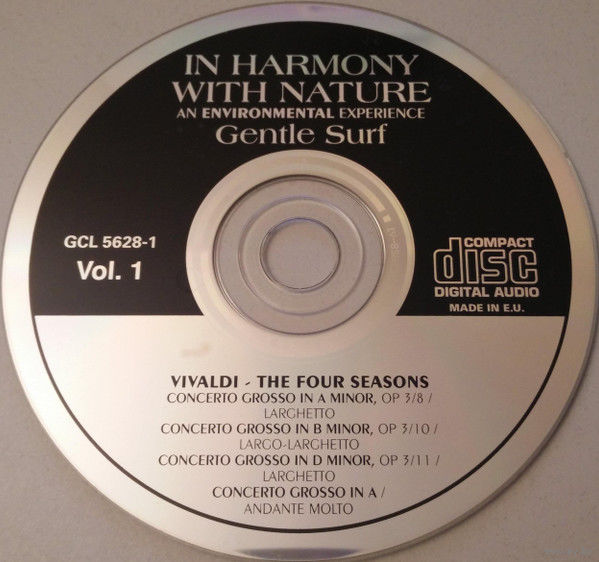 IN HARMONY
WITH NATURE
AN ENVIRONMENTAL EXPERIENCE
Gentle Surf
GCL 5628-1
Vol. 1
COMPACT
disc
DIGITAL AUDIO
MADE IN E.U.
VIVALDI - THE FOUR SEASONS
CONCERTO GROSSO IN A MINOR, OP 3/8 /
LARGHETTO
CONCERTO GROSSO IN B MINOR, OP 3/10 /
LARGO-LARGHETTO
CONCERTO GROSSO IN D MINOR, OP 3/11 /
LARGHETTO
CONCERTO GROSSO IN A /
ANDANTE MOLTO